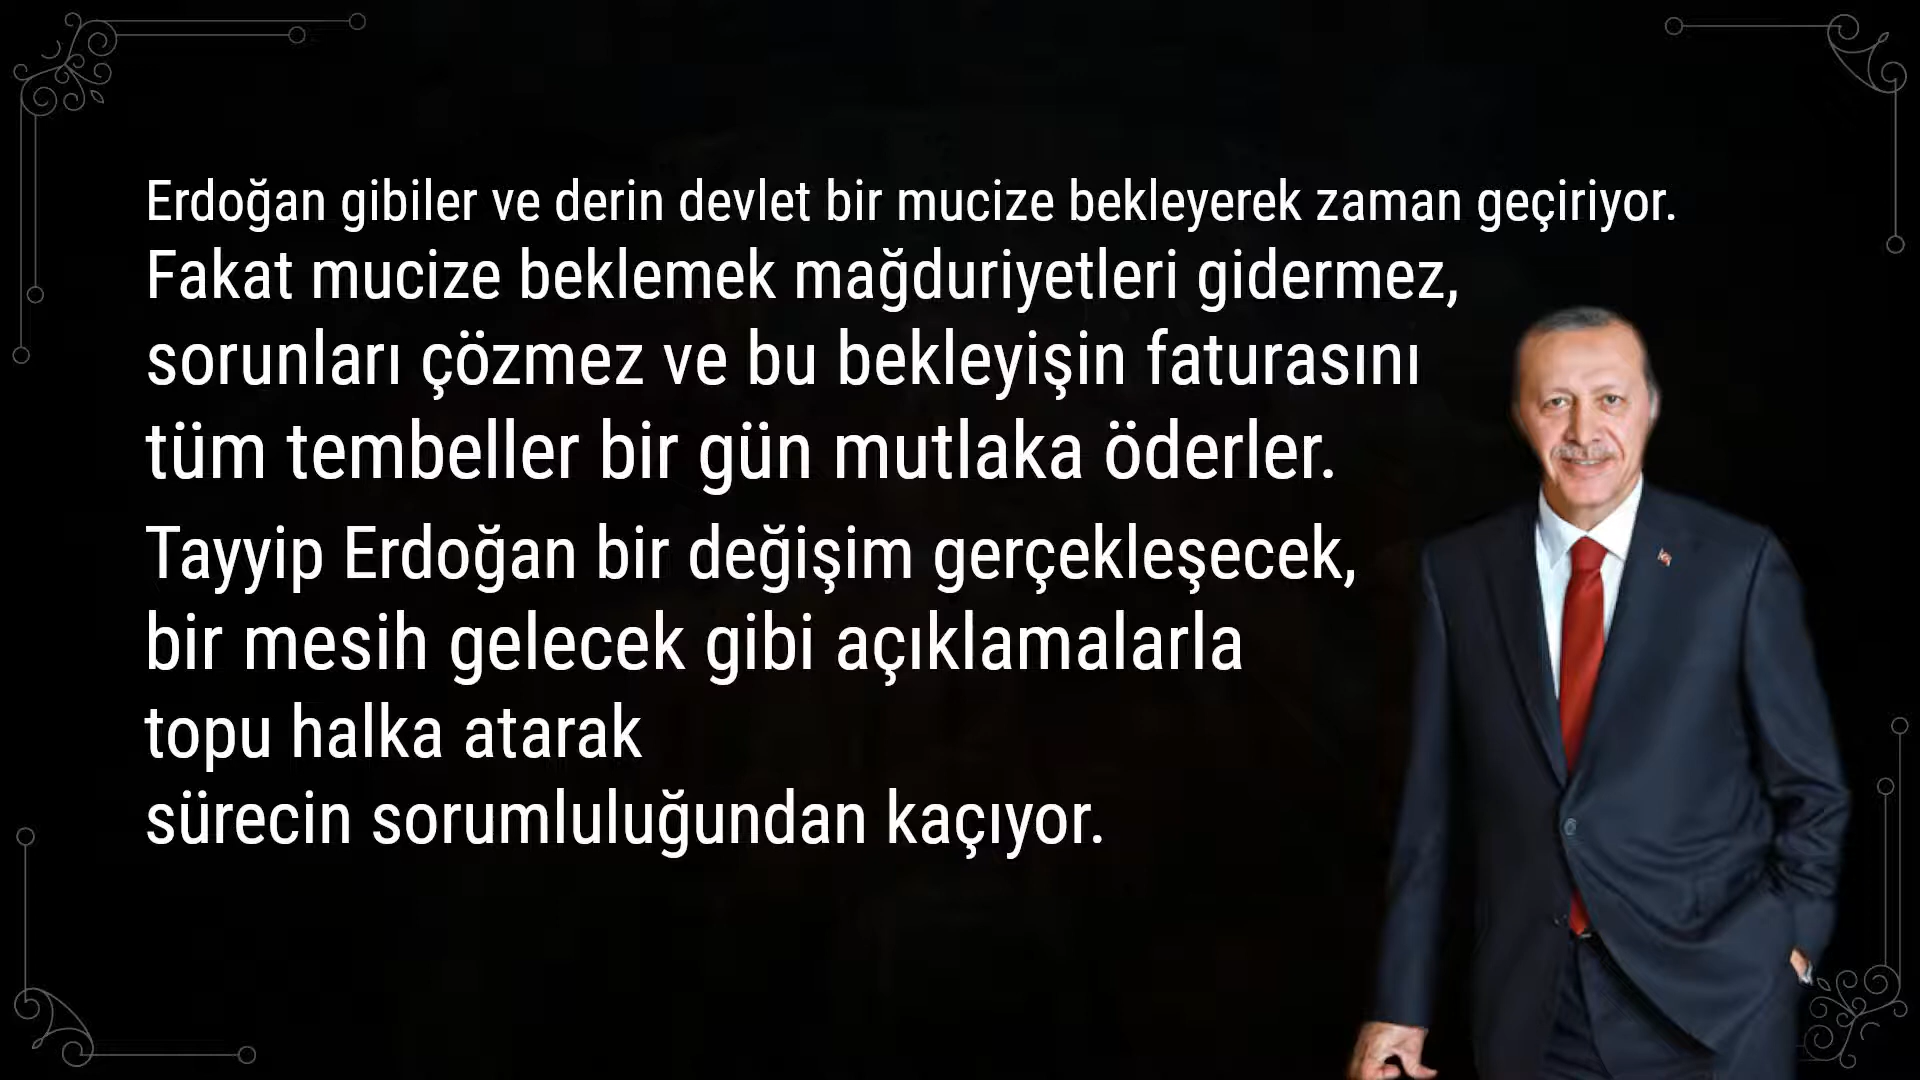 Erdoğan gibiler ve derin devlet bir mucize bekleyerek zaman geçiriyor.
Fakat mucize beklemek mağduriyetleri gidermez,
sorunları çözmez ve bu bekleyişin faturasını
tüm tembeller bir gün mutlaka öderler.
Tayyip Erdoğan bir değişim gerçekleşecek,
bir mesih gelecek gibi açıklamalarla
topu halka atarak
sürecin sorumluluğundan kaçıyor.